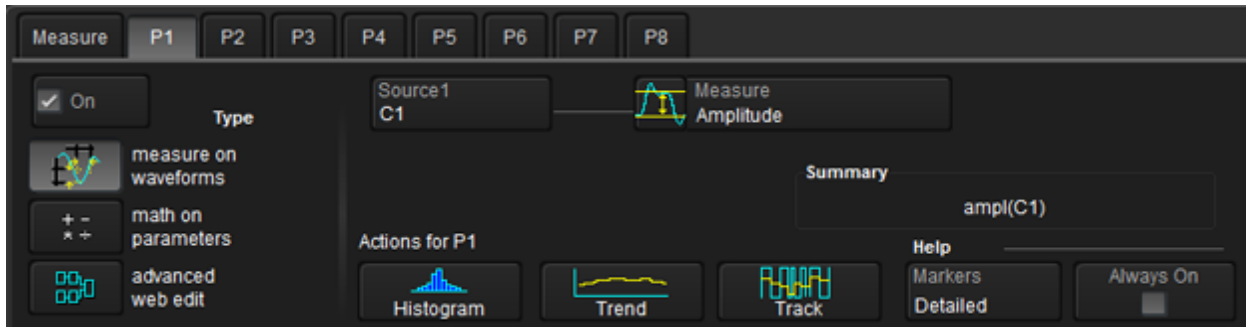 Measure P1 P2 P3 P4 P5 P6 P7 P8
On
Type
measure on
waveforms
+ -
* ÷
math on
parameters
advanced
web edit
Source1
C1
Measure
Amplitude
Summary
ampl(C1)
Actions for P1
Histogram
Trend
Track
Help
Markers
Detailed
Always On